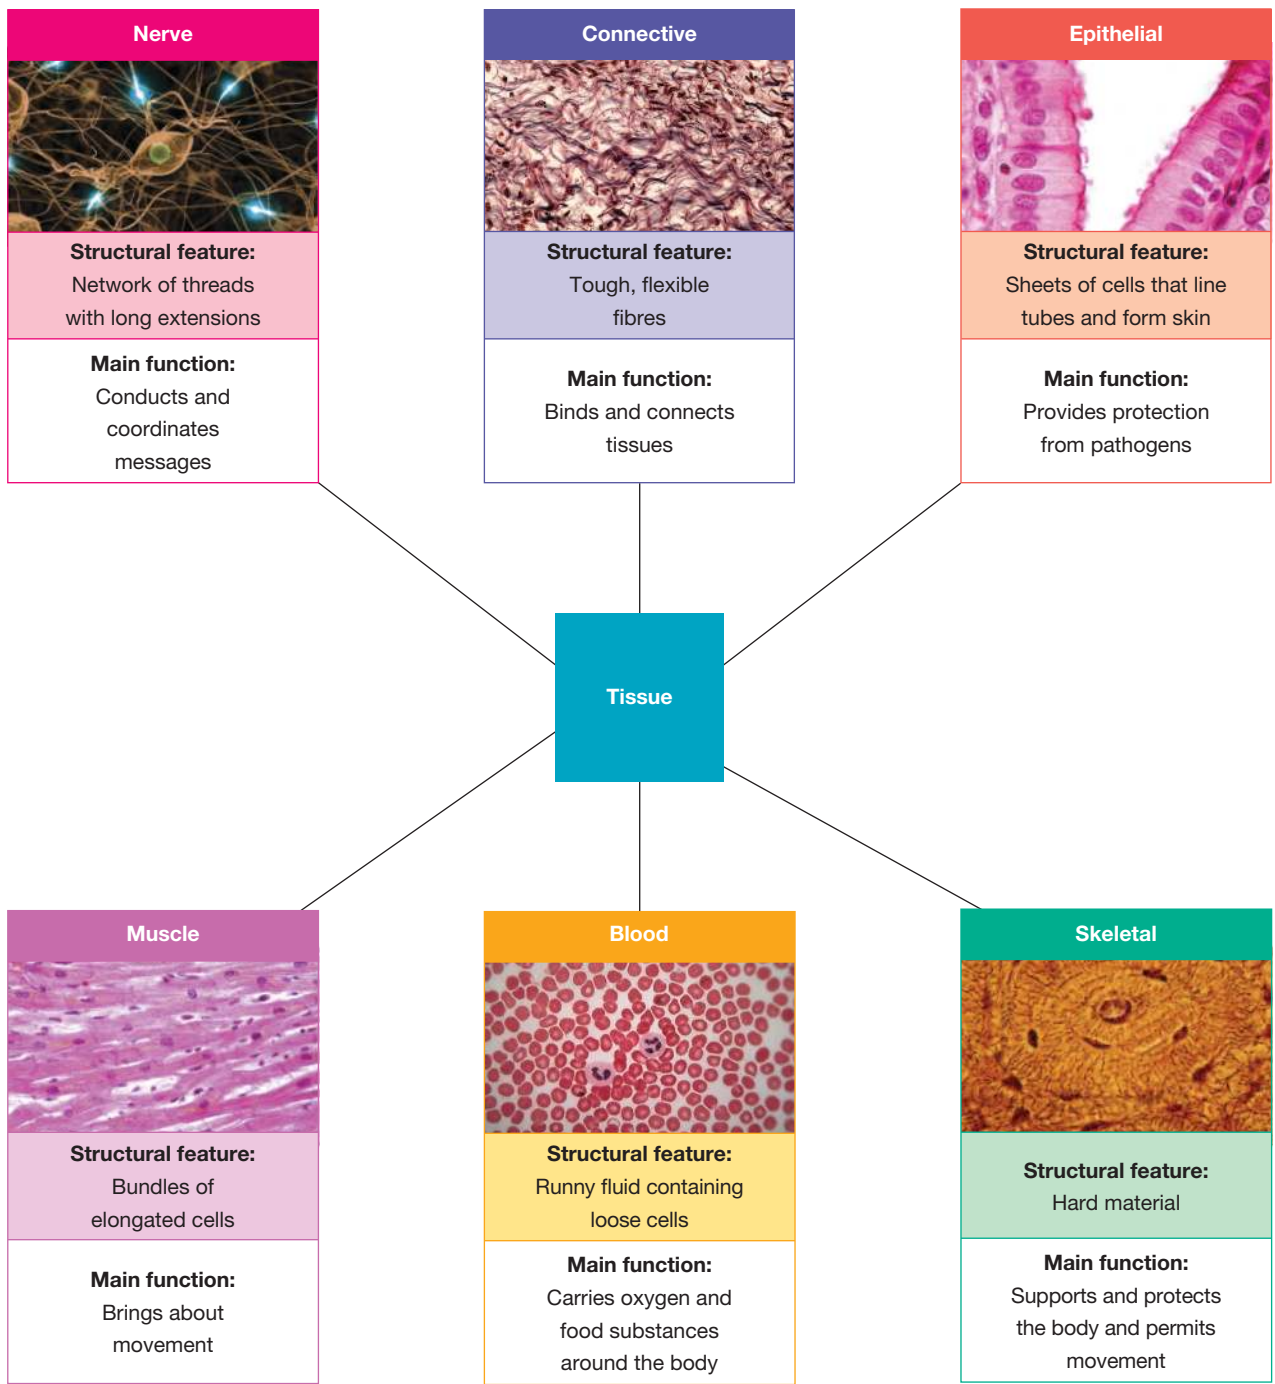 Nerve
Structural feature:
Network of threads
with long extensions
Main function:
Conducts and
coordinates
messages
Connective
Structural feature:
Tough, flexible
fibres
Main function:
Binds and connects
tissues
Epithelial
Structural feature:
Sheets of cells that line
tubes and form skin
Main function:
Provides protection
from pathogens
Tissue
Muscle
Structural feature:
Bundles of
elongated cells
Main function:
Brings about
movement
Blood
Structural feature:
Runny fluid containing
loose cells
Main function:
Carries oxygen and
food substances
around the body
Skeletal
Structural feature:
Hard material
Main function:
Supports and protects
the body and permits
movement